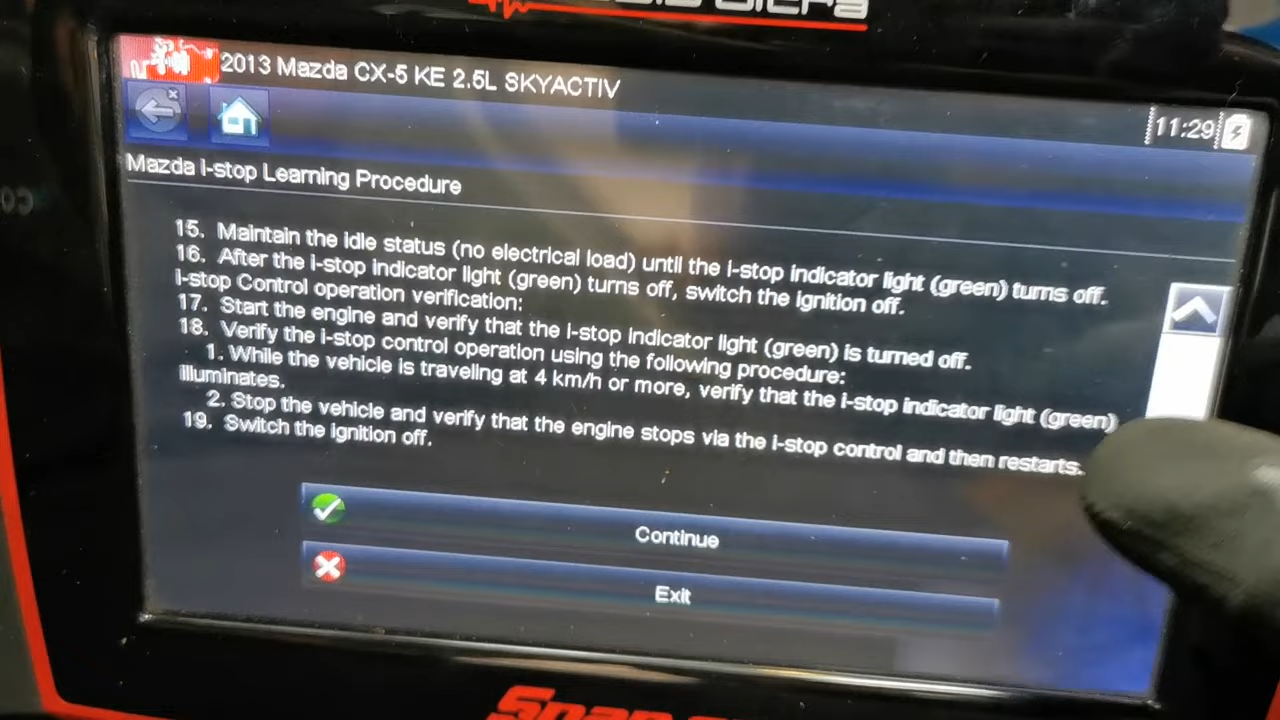 2013 Mazda CX-5 KE 2.5L SKYACTIV
11:29
Mazda i-stop Learning Procedure
15. Maintain the idle status (no electrical load) until the i-stop indicator light (green) turns off.
16. After the i-stop indicator light (green) turns off, switch the ignition off.
i-stop Control operation verification:
17. Start the engine and verify that the i-stop indicator light (green) is turned off.
18. Verify the i-stop control operation using the following procedure:
1. While the vehicle is traveling at 4 km/h or more, verify that the i-stop indicator light (green)
illuminates.
2. Stop the vehicle and verify that the engine stops via the i-stop control and then restarts.
19. Switch the ignition off.
Continue
Exit